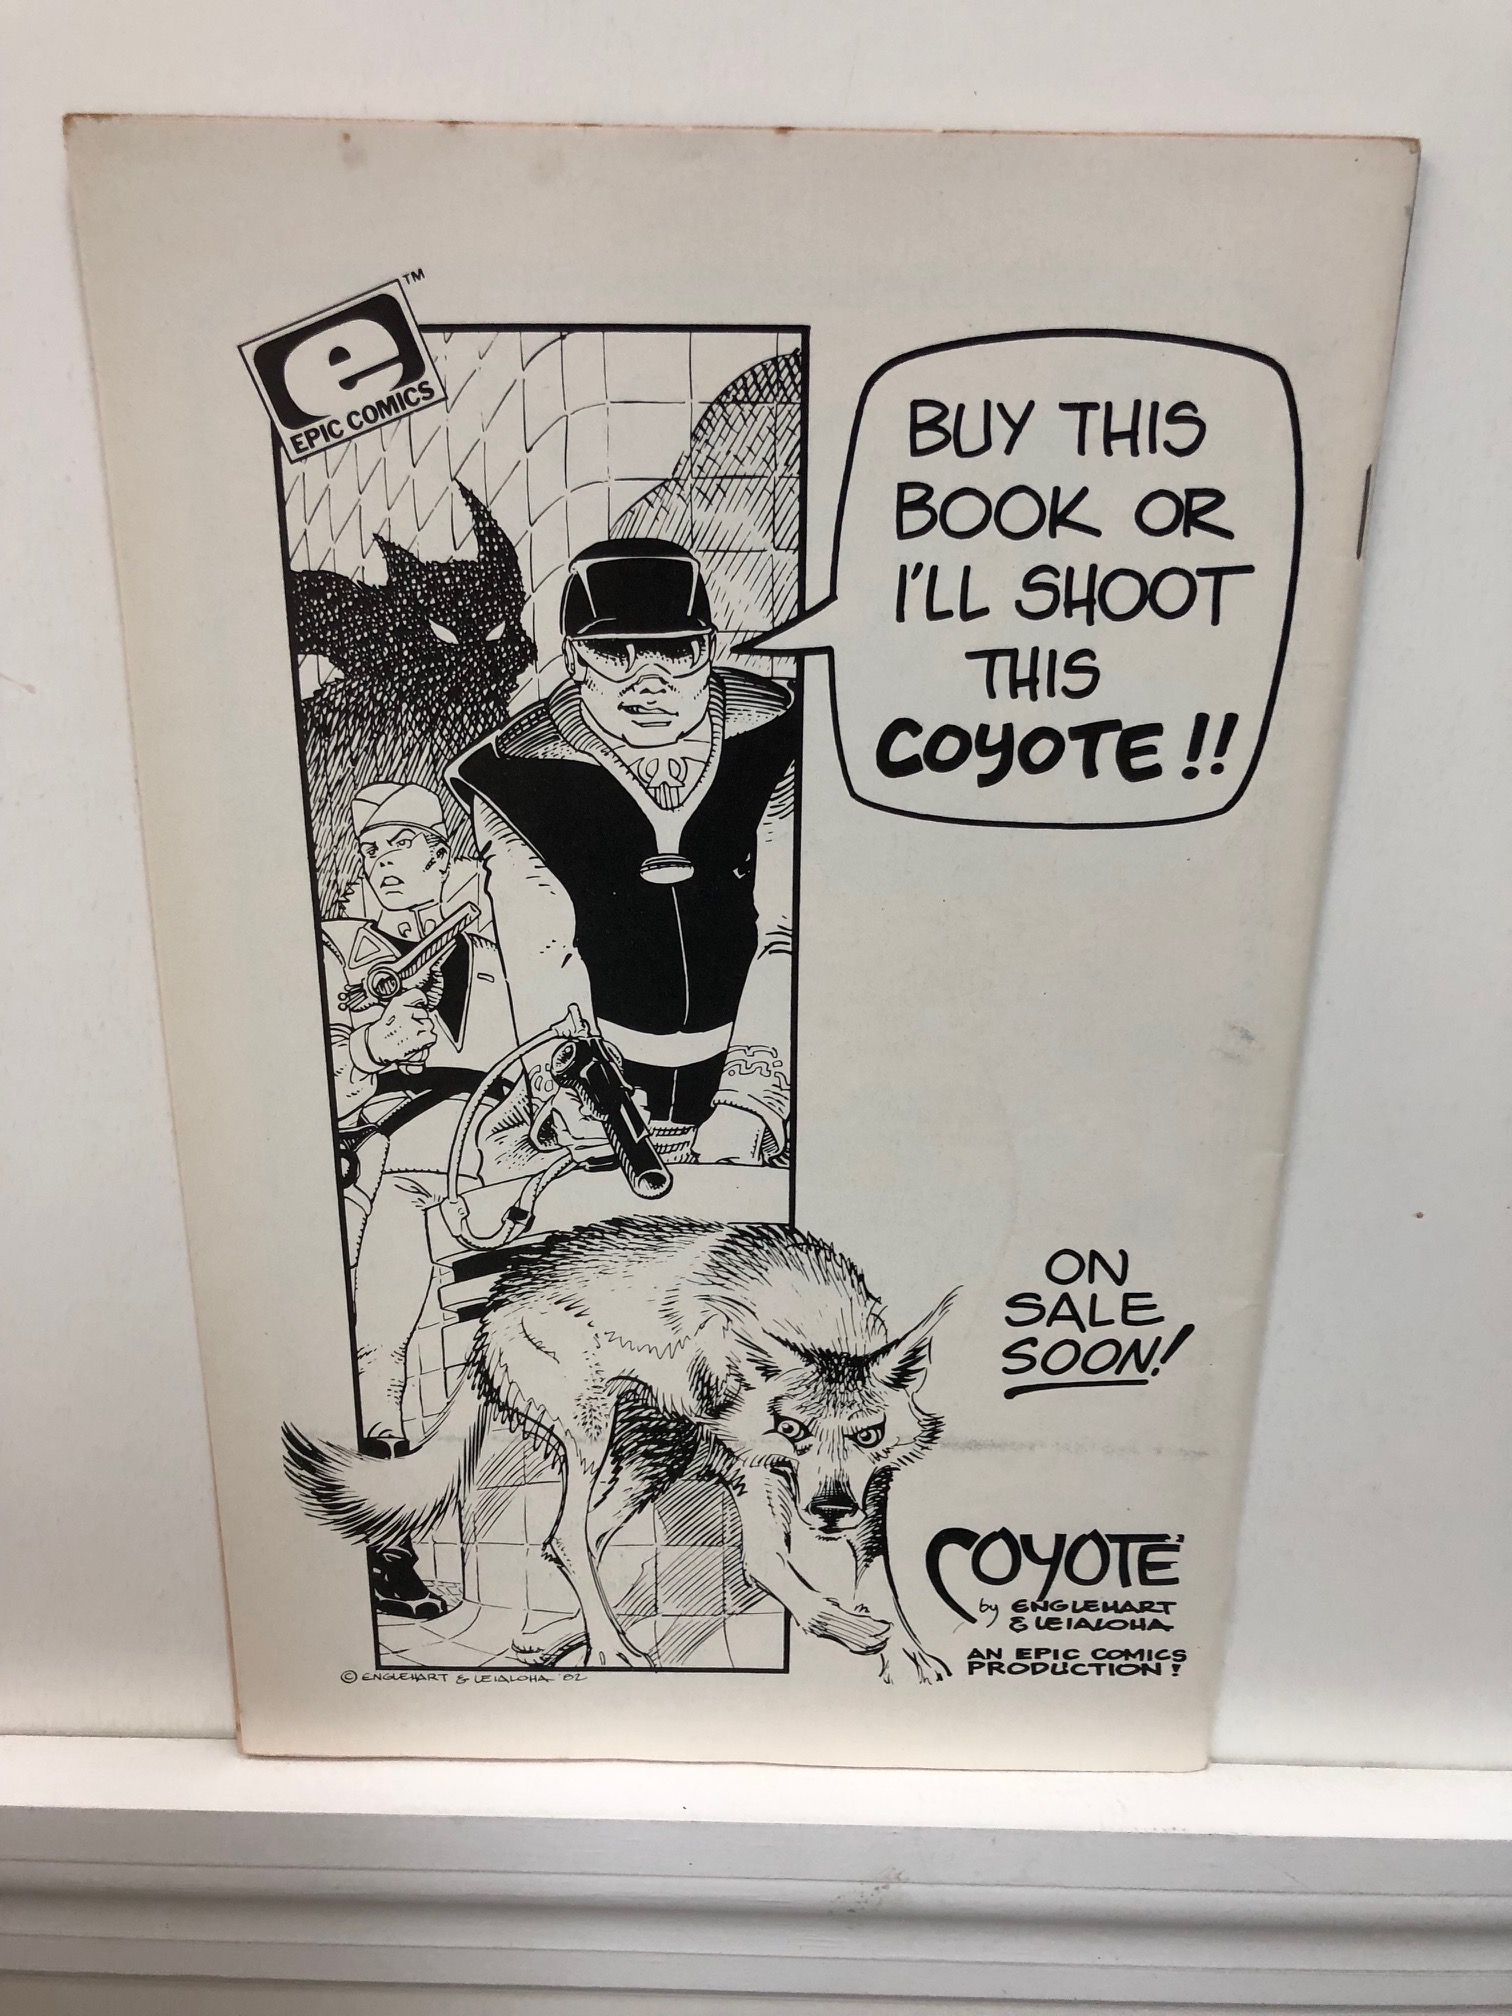 TM
e
EPIC COMICS
BUY THIS
BOOK OR
I'LL SHOOT
THIS
COYOTE!!
ON
SALE
SOON!
COYOTE
by ENGLEHART
& LEIALOHA
AN EPIC COMICS
PRODUCTION!
© ENGLEHART & LEIALOHA '82